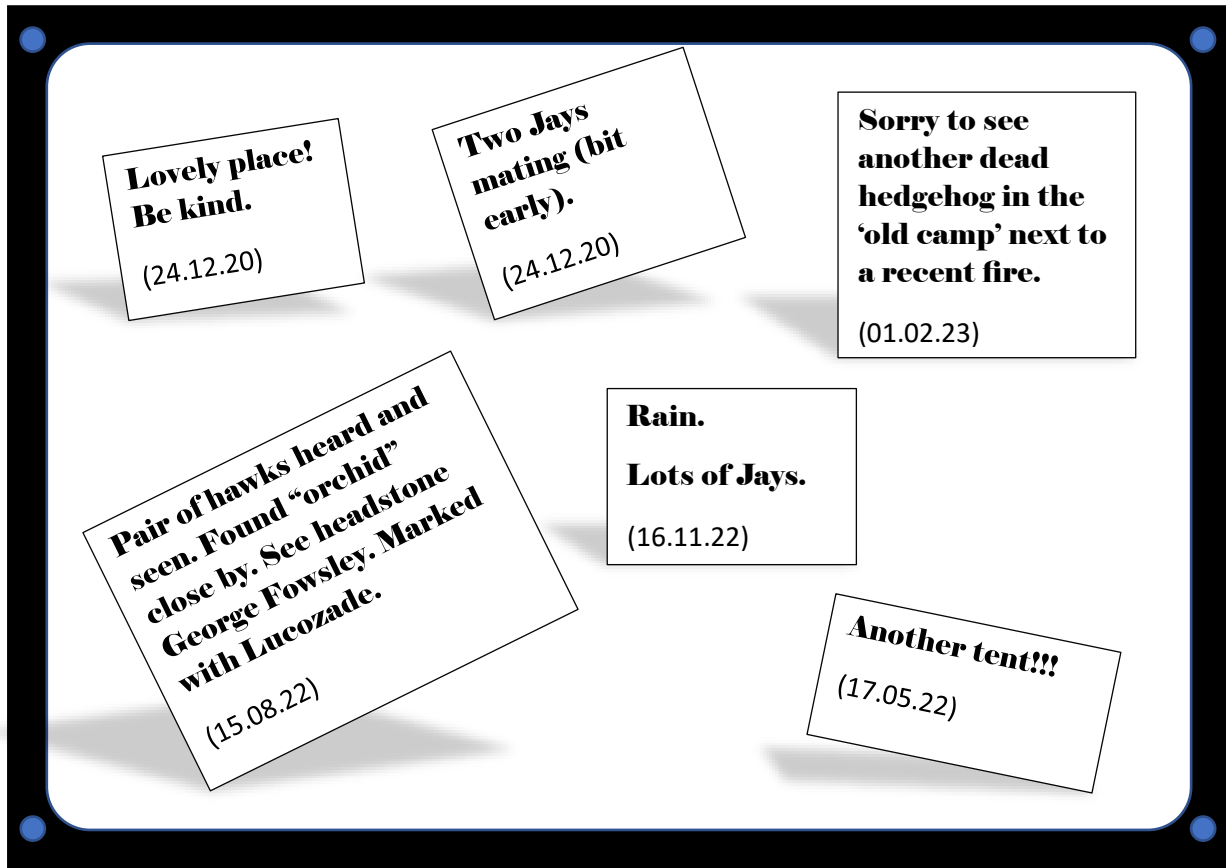 Lovely place!
Be kind.
(24.12.20)
Two Jays
mating (bit
early).
(24.12.20)
Sorry to see
another dead
hedgehog in the
‘old camp’ next to
a recent fire.
(01.02.23)
Pair of hawks heard and
seen. Found “orchid”
close by. See headstone
George Fowsley. Marked
with Lucozade.
(15.08.22)
Rain.
Lots of Jays.
(16.11.22)
Another tent!!!
(17.05.22)